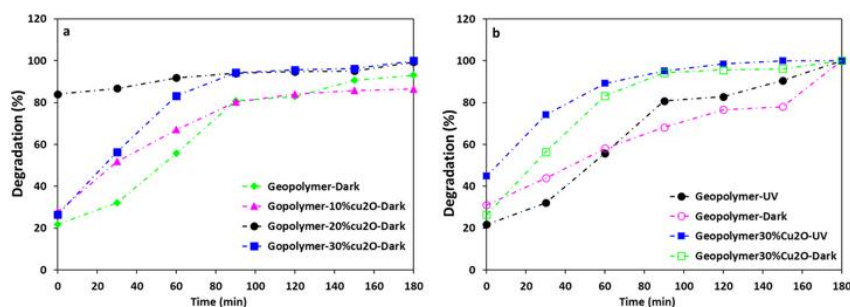 a
Degradation (%)
120
100
80
60
40
20
0
Geopolymer-Dark
Gopolymer-10%cu2O-Dark
Gopolymer-20%cu2O-Dark
Gopolymer-30%cu2O-Dark
0 20 40 60 80 100 120 140 160 180
Time (min)
b
Degradation (%)
120
100
80
60
40
20
0
Geopolymer-UV
Geopolymer-Dark
Geopolymer30%Cu2O-UV
Geopolymer30%Cu2O-Dark
0 20 40 60 80 100 120 140 160 180
Time (min)